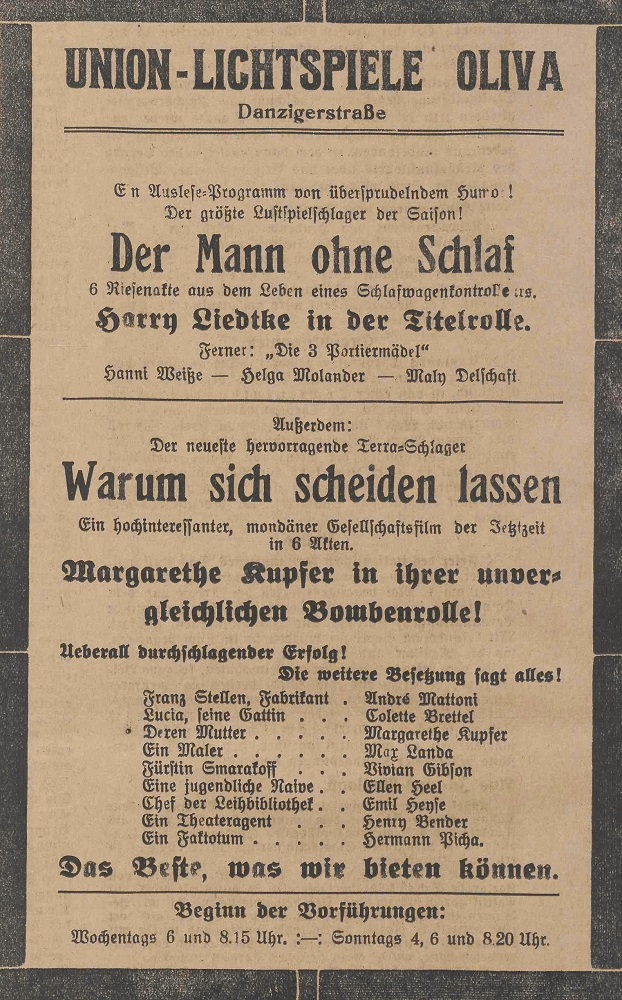 UNION-LICHTSPIELE OLIVA
Danzigerstraße
E n Auslese-Programm von übersprudelndem Humo !
Der größte Lustspielschlager der Saison!
Der Mann ohne Schlaf
6 Riesenakte aus dem Leben eines Schlafwagenkontrolleurs.
Harry Liedtke in der Titelrolle.
Ferner: „Die 3 Portiermädel“
Hanni Weiße — Helga Molander — Maly Delschaft
Außerdem:
Der neueste hervorragende Terra-Schlager
Warum sich scheiden lassen
Ein hochinteressanter, mondäner Gesellschaftsfilm der Jetztzeit
in 6 Akten.
Margarethe Kupfer in ihrer unver-
gleichlichen Bombenrolle!
Ueberall durchschlagender Erfolg!
Die weitere Besetzung sagt alles!
Franz Stellen, Fabrikant . André Mattoni
Lucia, seine Gattin . . . Colette Brettel
Deren Mutter . . . . . Margarethe Kupfer
Ein Maler . . . . . . Max Landa
Fürstin Smarakoff . . . Vivian Gibson
Eine jugendliche Naive . . Ellen Heel
Chef der Leihbibliothek . . Emil Heyse
Ein Theateragent . . . Henry Bender
Ein Faktotum . . . . . Hermann Picha.
Das Beste, was wir bieten können.
Beginn der Vorführungen:
Wochentags 6 und 8.15 Uhr. :—: Sonntags 4, 6 und 8.20 Uhr.